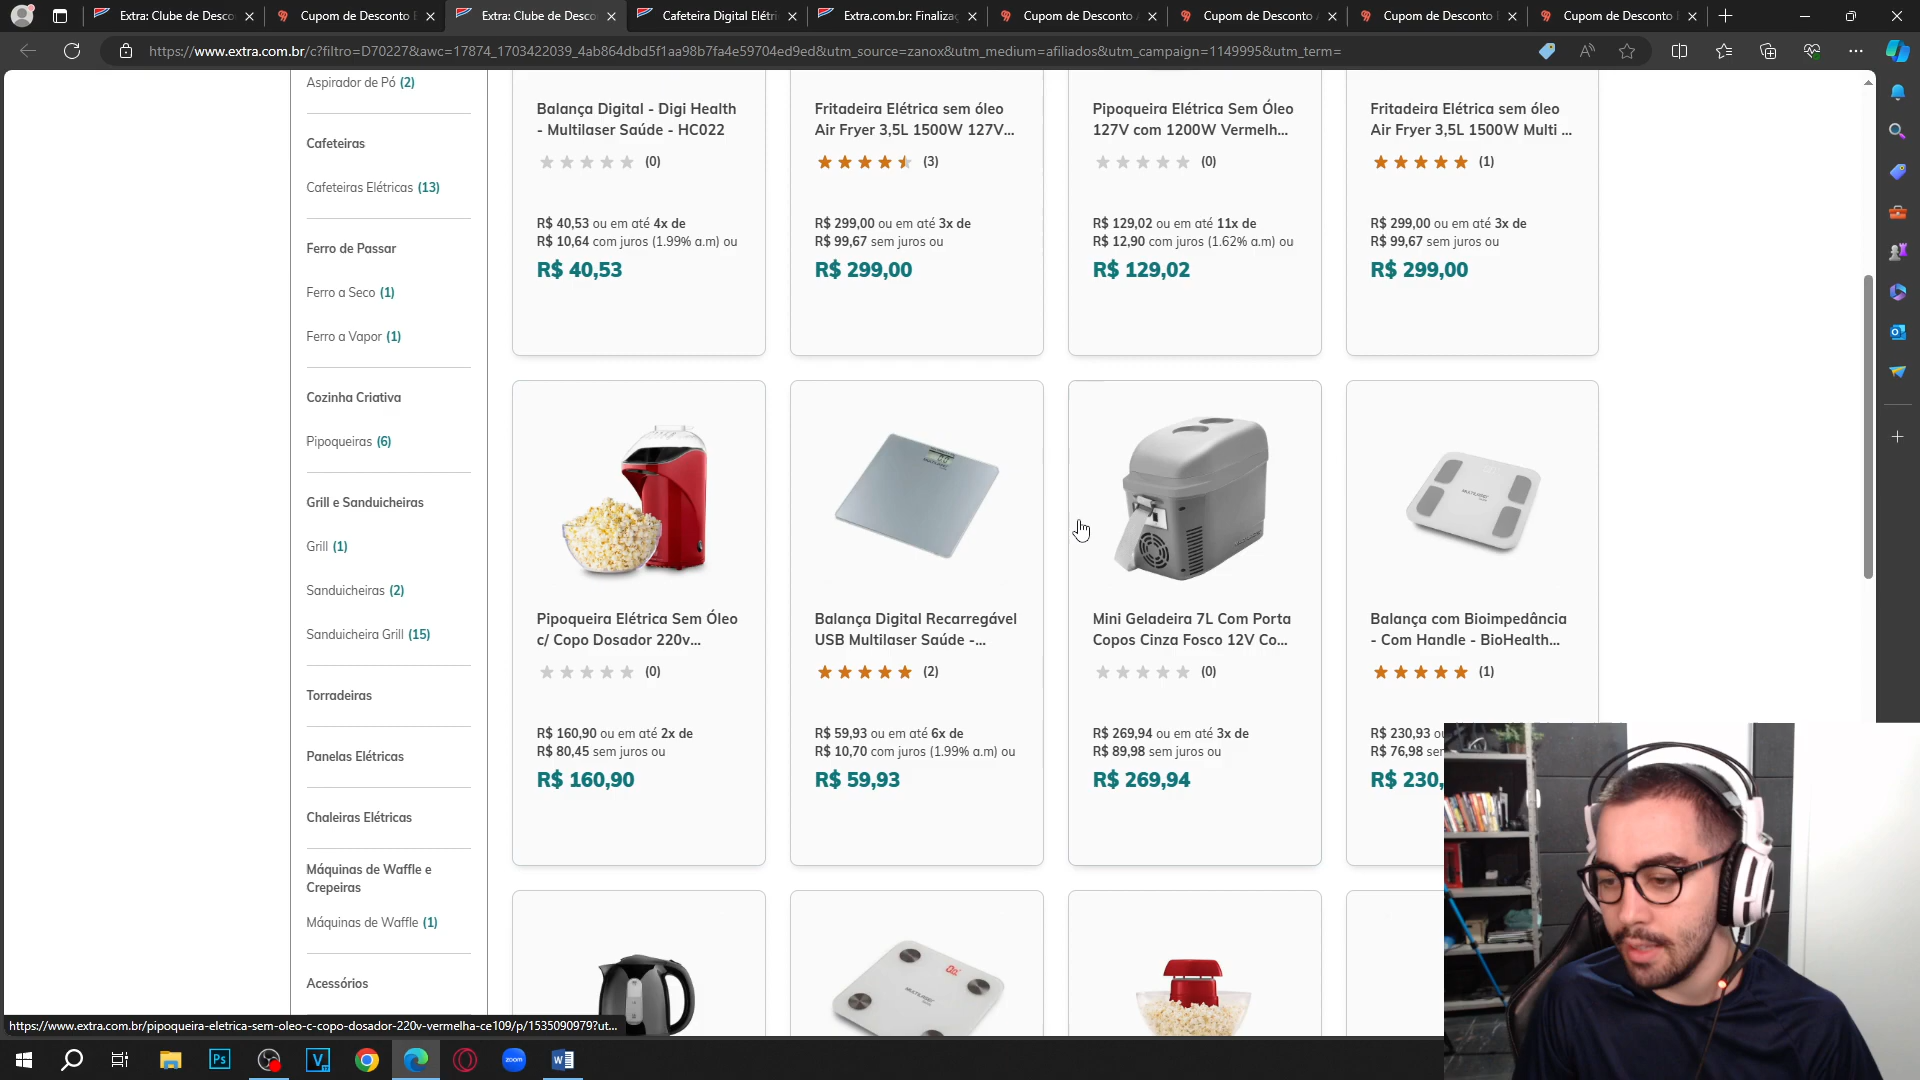 Extra: Clube de Desco
Cupom de Desconto
Extra: Clube de Desco
Cafeteira Digital Elétri
Extra.com.br: Finaliza
Cupom de Desconto
Cupom de Desconto
Cupom de Desconto
Cupom de Desconto
https://www.extra.com.br/c?filtro=D70227&awc=17874_1703422039_4ab864dbd5f1aa98b7fa4e59704ed9ed&utm_source=zanox&utm_medium=afiliados&utm_campaign=1149995&utm_term=
Aspirador de Pó (2)
Cafeteiras
Cafeteiras Elétricas (13)
Ferro de Passar
Ferro a Seco (1)
Ferro a Vapor (1)
Cozinha Criativa
Pipoqueiras (6)
Grill e Sanduicheiras
Grill (1)
Sanduicheiras (2)
Sanduicheira Grill (15)
Torradeiras
Panelas Elétricas
Chaleiras Elétricas
Máquinas de Waffle e
Crepeiras
Máquinas de Waffle (1)
Acessórios
Balança Digital - Digi Health
- Multilaser Saúde - HC022
(0)
R$ 40,53 ou em até 4x de
R$ 10,64 com juros (1.99% a.m) ou
R$ 40,53
Fritadeira Elétrica sem óleo
Air Fryer 3,5L 1500W 127V...
(3)
R$ 299,00 ou em até 3x de
R$ 99,67 sem juros ou
R$ 299,00
Pipoqueira Elétrica Sem Óleo
127V com 1200W Vermelh...
(0)
R$ 129,02 ou em até 11x de
R$ 12,90 com juros (1.62% a.m) ou
R$ 129,02
Fritadeira Elétrica sem óleo
Air Fryer 3,5L 1500W Multi ...
(1)
R$ 299,00 ou em até 3x de
R$ 99,67 sem juros ou
R$ 299,00
Pipoqueira Elétrica Sem Óleo
c/ Copo Dosador 220v...
(0)
R$ 160,90 ou em até 2x de
R$ 80,45 sem juros ou
R$ 160,90
Balança Digital Recarregável
USB Multilaser Saúde -...
(2)
R$ 59,93 ou em até 6x de
R$ 10,70 com juros (1.99% a.m) ou
R$ 59,93
Mini Geladeira 7L Com Porta
Copos Cinza Fosco 12V Co...
(0)
R$ 269,94 ou em até 3x de
R$ 89,98 sem juros ou
R$ 269,94
Balança com Bioimpedância
- Com Handle - BioHealth...
(1)
R$ 230,93
R$ 76,98
R$ 230,
https://www.extra.com.br/pipoqueira-eletrica-sem-oleo-c-copo-dosador-220v-vermelha-ce109/p/1535090979?ut...
Ps
V
zoom
W